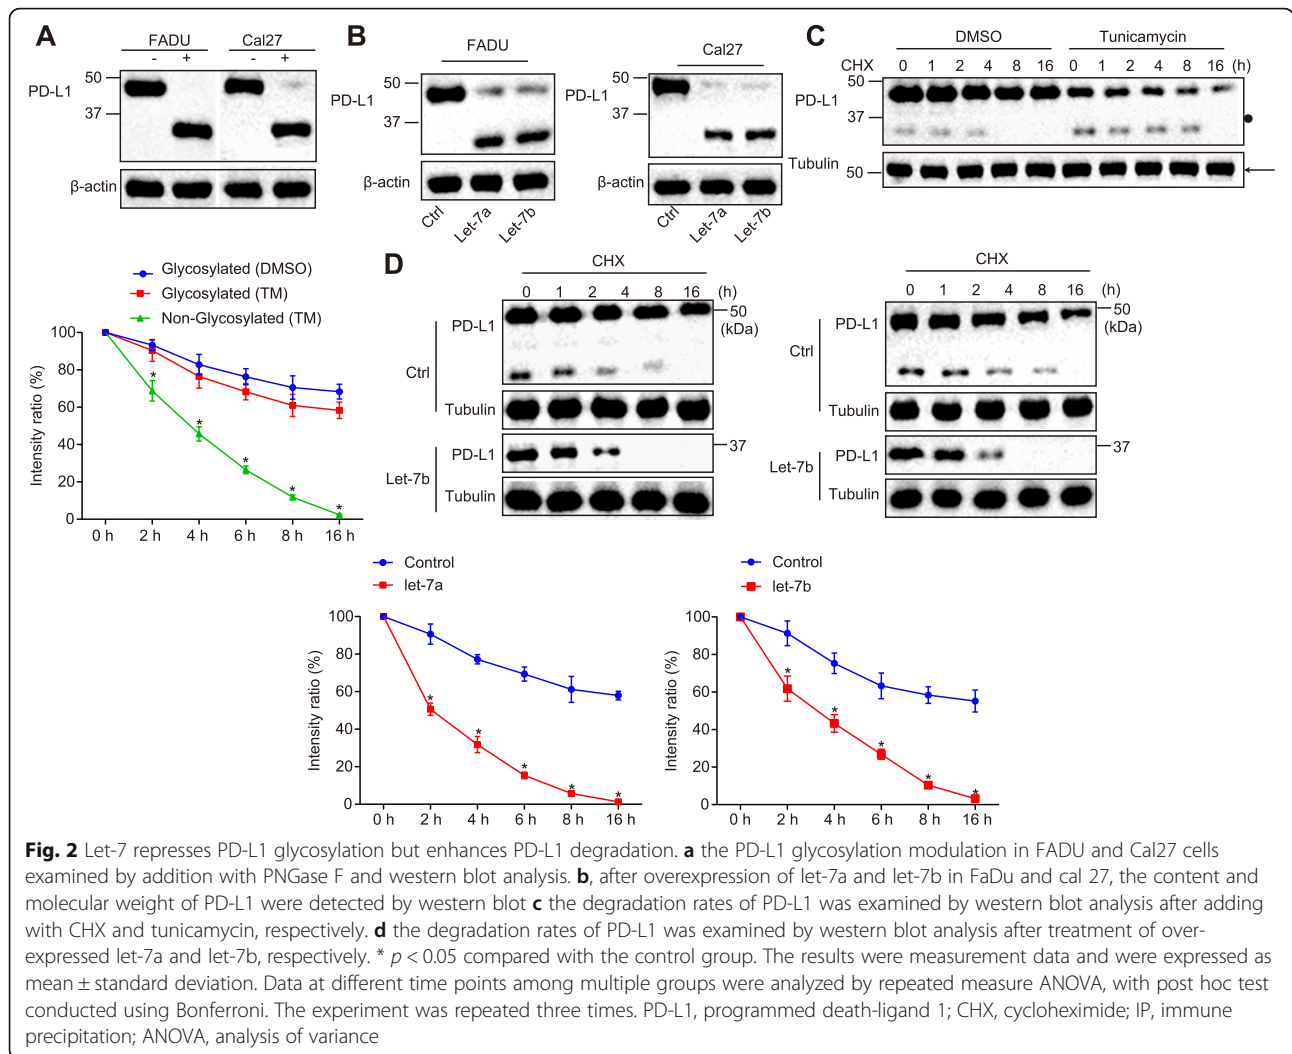 A
FADU Cal27
- + - +
50
PD-L1
37
β-actin
B
FADU
50
PD-L1
37
β-actin
Ctrl Let-7a Let-7b
Cal27
50
PD-L1
37
β-actin
Ctrl Let-7a Let-7b
C
DMSO Tunicamycin
CHX 0 1 2 4 8 16 0 1 2 4 8 16 (h)
50
PD-L1
37
Tubulin
50
Glycosylated (DMSO)
Glycosylated (TM)
Non-Glycosylated (TM)
Intensity ratio (%)
100
80
60
40
20
0
* * * * *
0 h 2 h 4 h 6 h 8 h 16 h
D
CHX
0 1 2 4 8 16 (h)
PD-L1
50
(kDa)
Ctrl
Tubulin
PD-L1
37
Let-7b
Tubulin
CHX
0 1 2 4 8 16 (h)
PD-L1
50
(kDa)
Ctrl
Tubulin
PD-L1
37
Let-7b
Tubulin
Control
let-7a
Intensity ratio (%)
100
80
60
40
20
0
* * * * *
0 h 2 h 4 h 6 h 8 h 16 h
Control
let-7b
Intensity ratio (%)
100
80
60
40
20
0
* * * * *
0 h 2 h 4 h 6 h 8 h 16 h
Fig. 2 Let-7 represses PD-L1 glycosylation but enhances PD-L1 degradation. a the PD-L1 glycosylation modulation in FADU and Cal27 cells
examined by addition with PNGase F and western blot analysis. b, after overexpression of let-7a and let-7b in FaDu and cal 27, the content and
molecular weight of PD-L1 were detected by western blot c the degradation rates of PD-L1 was examined by western blot analysis after adding
with CHX and tunicamycin, respectively. d the degradation rates of PD-L1 was examined by western blot analysis after treatment of over-
expressed let-7a and let-7b, respectively. * p < 0.05 compared with the control group. The results were measurement data and were expressed as
mean ± standard deviation. Data at different time points among multiple groups were analyzed by repeated measure ANOVA, with post hoc test
conducted using Bonferroni. The experiment was repeated three times. PD-L1, programmed death-ligand 1; CHX, cycloheximide; IP, immune
precipitation; ANOVA, analysis of variance